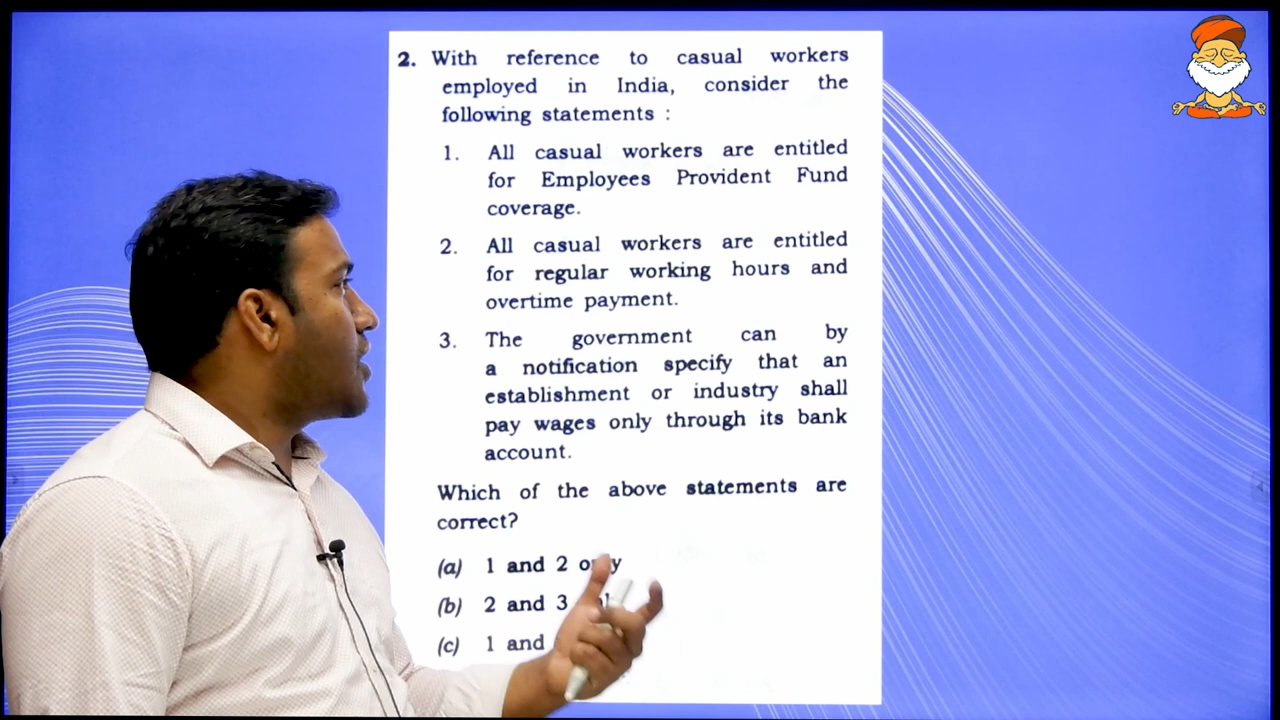 2. With reference to casual workers
employed in India, consider the
following statements :
1. All casual workers are entitled
for Employees Provident Fund
coverage.
2. All casual workers are entitled
for regular working hours and
overtime payment.
3. The government can by
a notification specify that an
establishment or industry shall
pay wages only through its bank
account.
Which of the above statements are
correct?
(a) 1 and 2
(b) 2 and 3
(c) 1 and